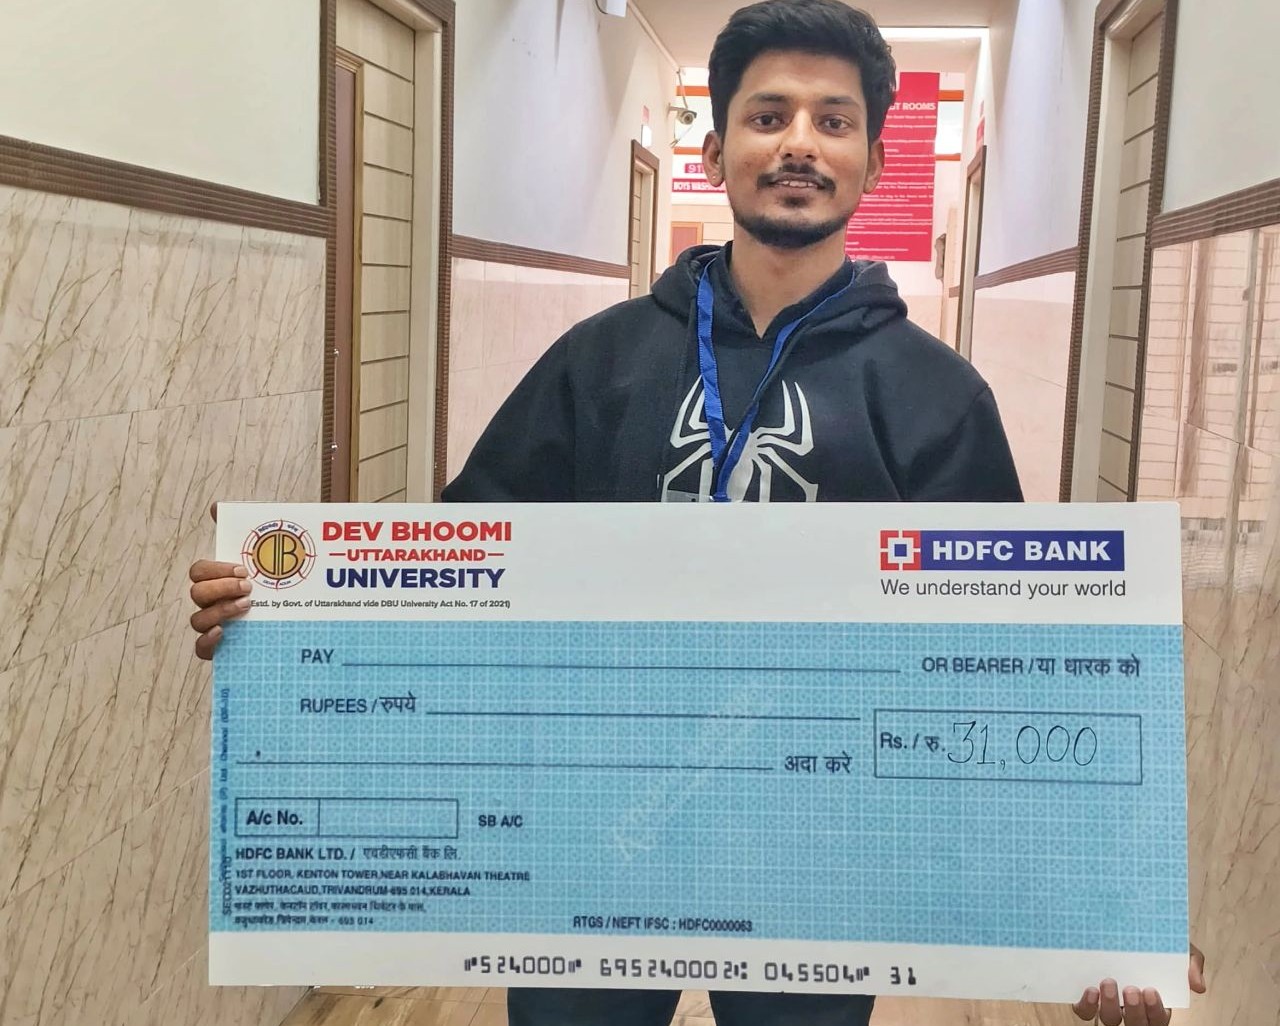 T ROOMS
BOYS WASH
DEV BHOOMI
UTTARAKHAND
UNIVERSITY
Estd. by Govt. of Uttarakhand vide DBU University Act No. 17 of 2021)
HDFC BANK
We understand your world
PAY OR BEARER / या धारक को
RUPEES / रुपये
Rs. / रु. 31,000
अदा करे
A/c No. SB A/C
HDFC BANK LTD. / एचडीएफसी बैंक लि.
1ST FLOOR, KENTON TOWER,NEAR KALABHAVAN THEATRE
VAZHUTHACAUD,TRIVANDRUM-695 014,KERALA
RTGS / NEFT IFSC : HDFC0000063
⑈524000⑈ 695240002⑆ 045504⑈ 31